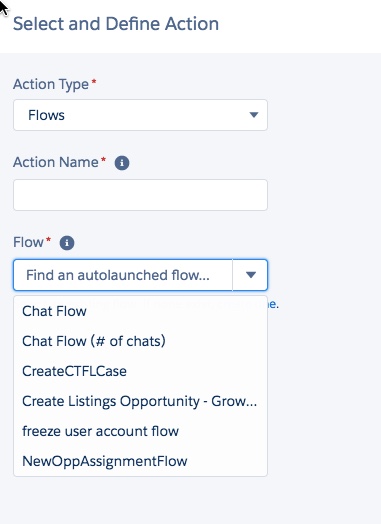 Select and Define Action
Action Type*
Flows
Action Name*
Flow*
Find an autolaunched flow...
Chat Flow
Chat Flow (# of chats)
CreateCTFLCase
Create Listings Opportunity - Grow...
freeze user account flow
NewOppAssignmentFlow